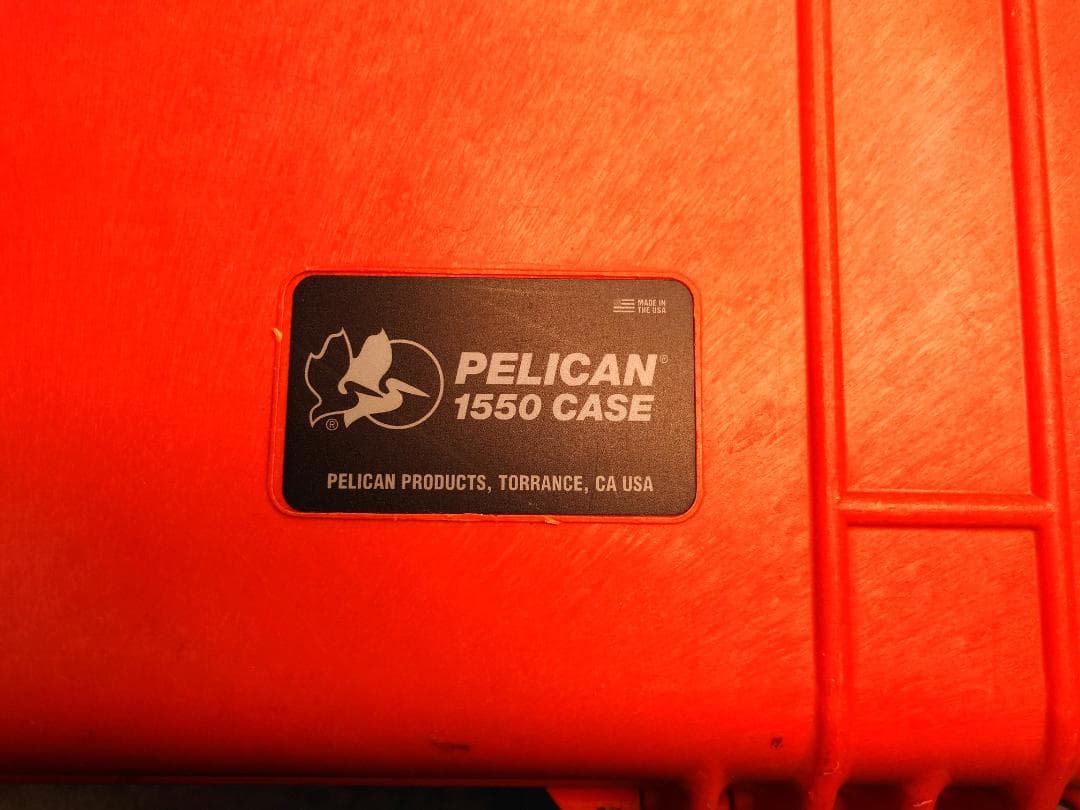 MADE IN
THE USA
PELICAN®
1550 CASE
®
PELICAN PRODUCTS, TORRANCE, CA USA